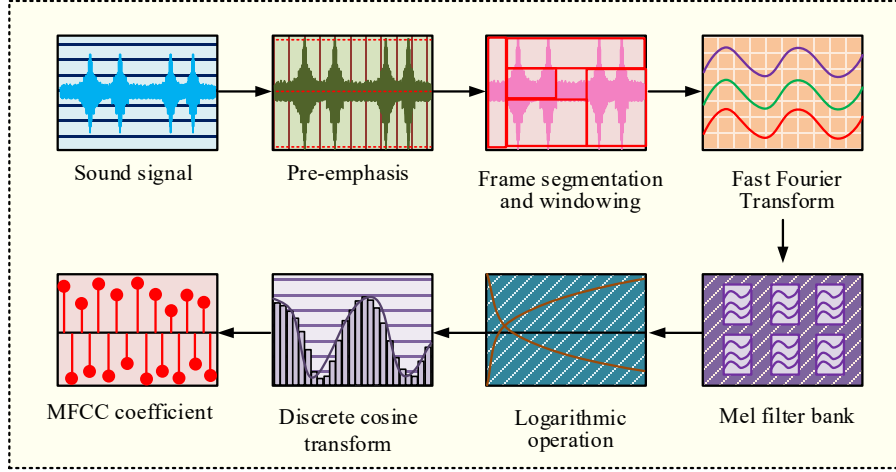 Sound signal
Pre-emphasis
Frame segmentation
and windowing
Fast Fourier
Transform
MFCC coefficient
Discrete cosine
transform
Logarithmic
operation
Mel filter bank